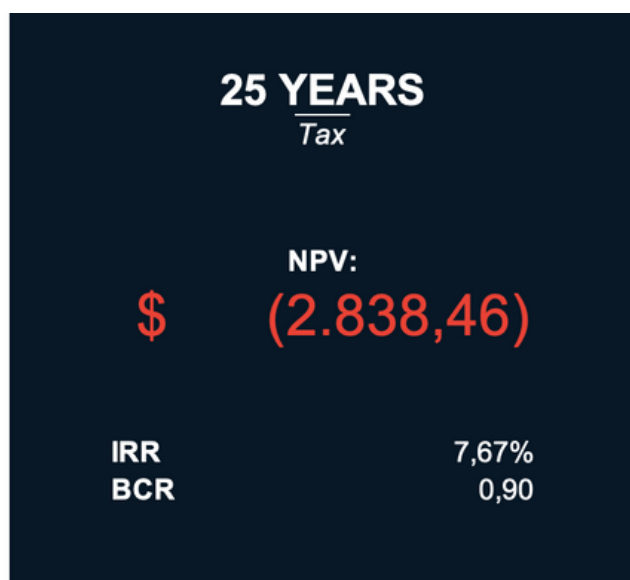 25 YEARS
Tax
NPV:
$ (2.838,46)
IRR 7,67%
BCR 0,90